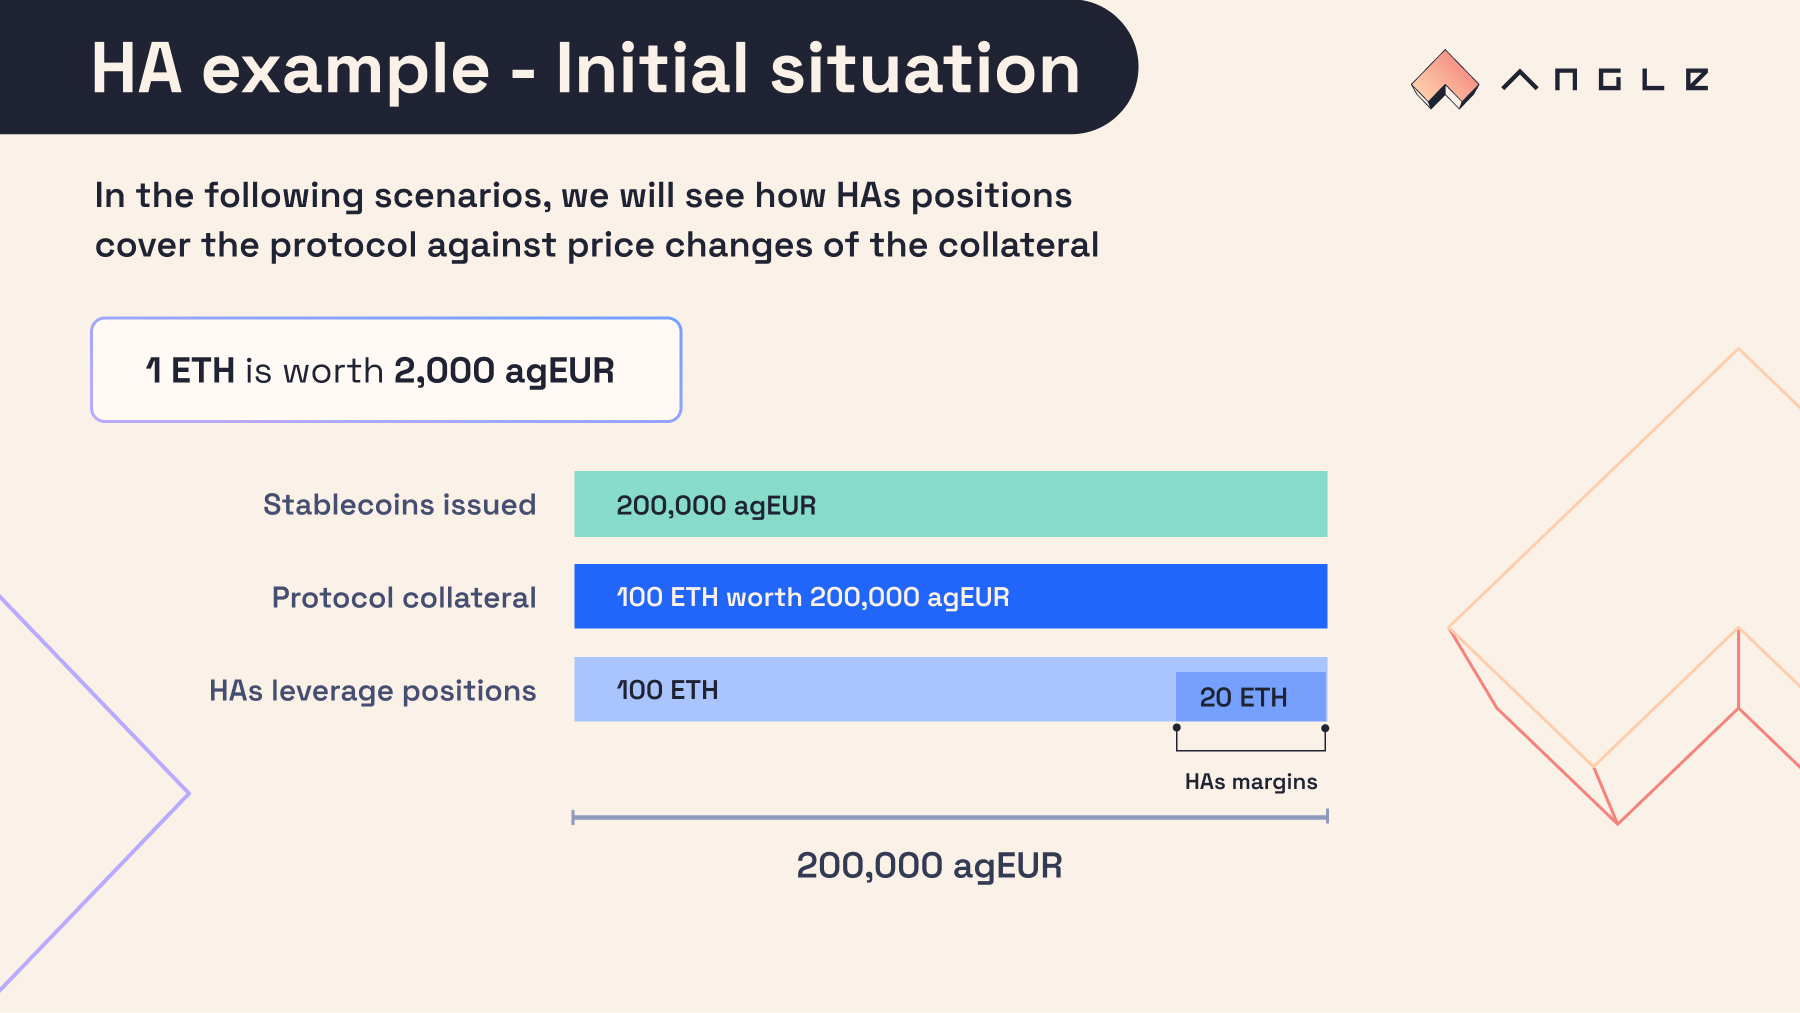 HA example - Initial situation
ANGLE
In the following scenarios, we will see how HAs positions
cover the protocol against price changes of the collateral
1 ETH is worth 2,000 agEUR
Stablecoins issued
200,000 agEUR
Protocol collateral
100 ETH worth 200,000 agEUR
HAs leverage positions
100 ETH
20 ETH
HAs margins
200,000 agEUR